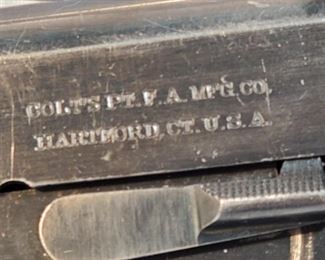 COLT'S PT. F. A. MFG. CO.
HARTFORD, CT. U. S. A.